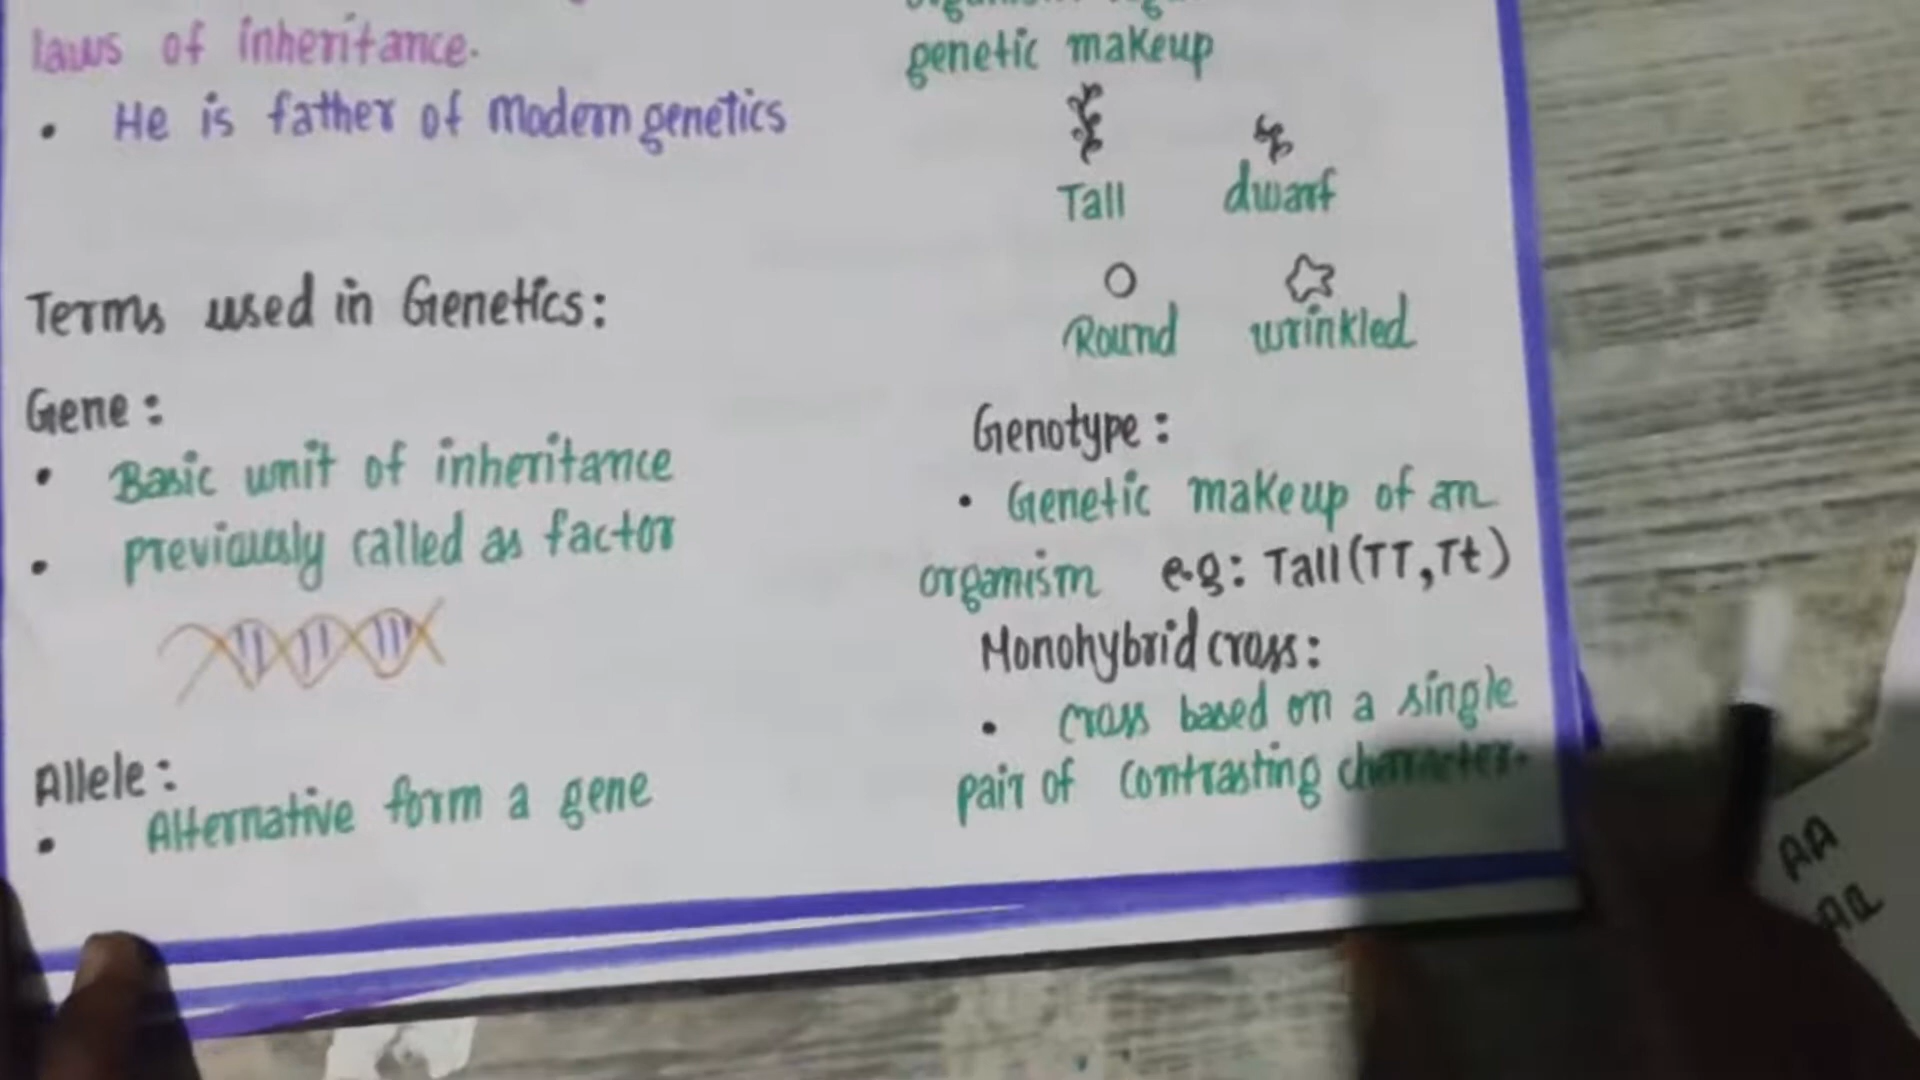 laws of inheritance.
• He is father of Modern genetics
Terms used in Genetics:
Gene:
• Basic unit of inheritance
• previously called as factor
Allele:
• Alternative form a gene
genetic makeup
Tall dwarf
Round wrinkled
Genotype:
• Genetic makeup of an
organism e.g: Tall (TT, Tt)
Monohybrid cross:
• cross based on a single
pair of contrasting character.
AA